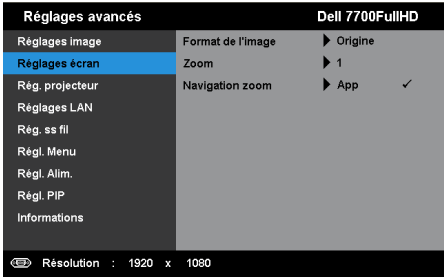 Réglages avancés Dell 7700FullHD
Réglages image Format de l'image Origine
Réglages écran Zoom 1
Rég. projecteur Navigation zoom App ✓
Réglages LAN
Rég. ss fil
Régl. Menu
Régl. Alim.
Régl. PIP
Informations
Résolution : 1920 x 1080